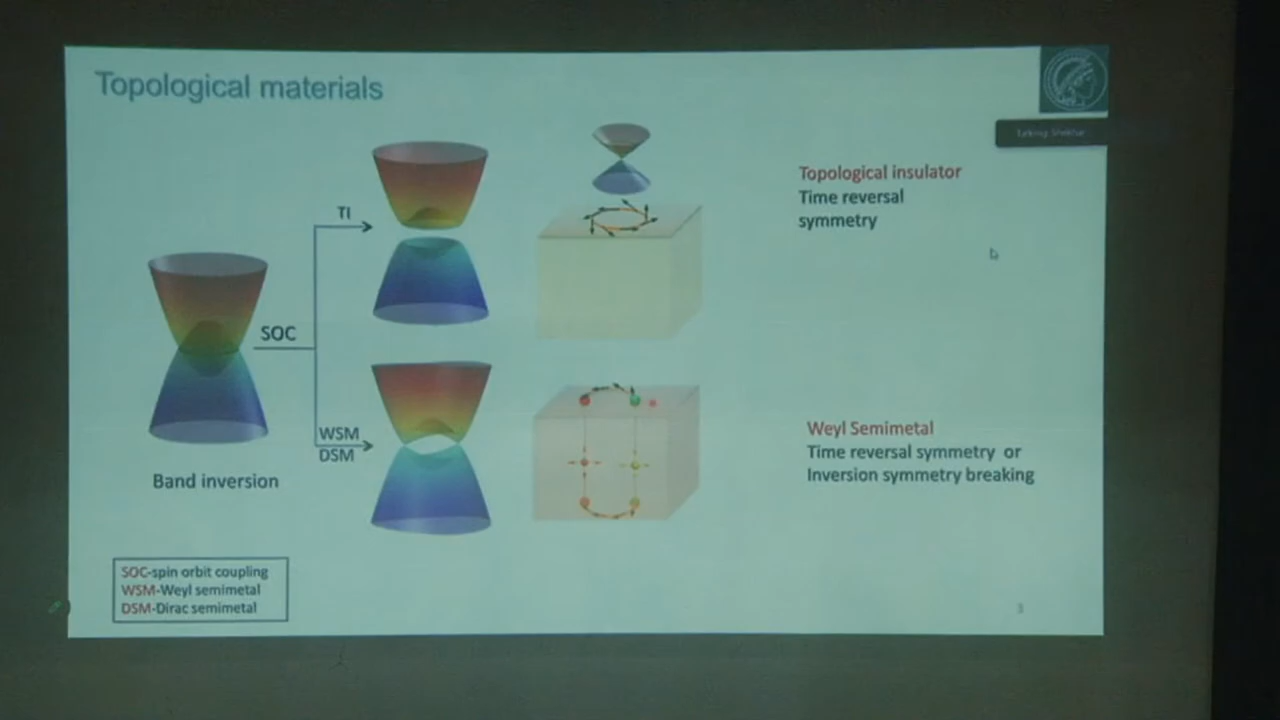 Topological materials
TI
SOC
WSM
DSM
Band inversion
Topological insulator
Time reversal
symmetry
Weyl Semimetal
Time reversal symmetry or
Inversion symmetry breaking
SOC-spin orbit coupling
WSM-Weyl semimetal
DSM-Dirac semimetal
3